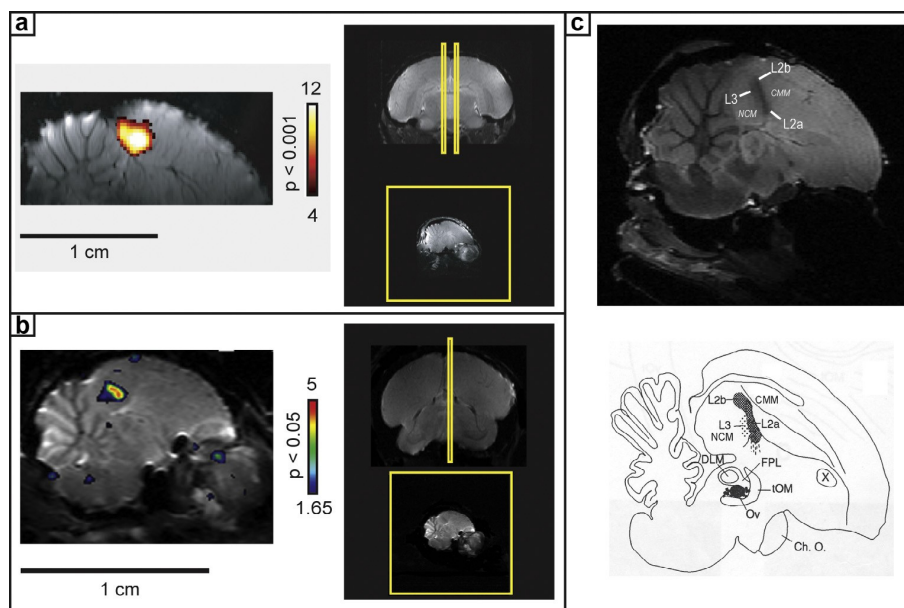 a
12
p < 0.001
4
1 cm
b
5
p < 0.05
1.65
1 cm
c
L2b
CMM
L3
NCM
L2a
L2b
CMM
L3
L2a
NCM
DLM
FPL
X
tOM
Ov
Ch. O.